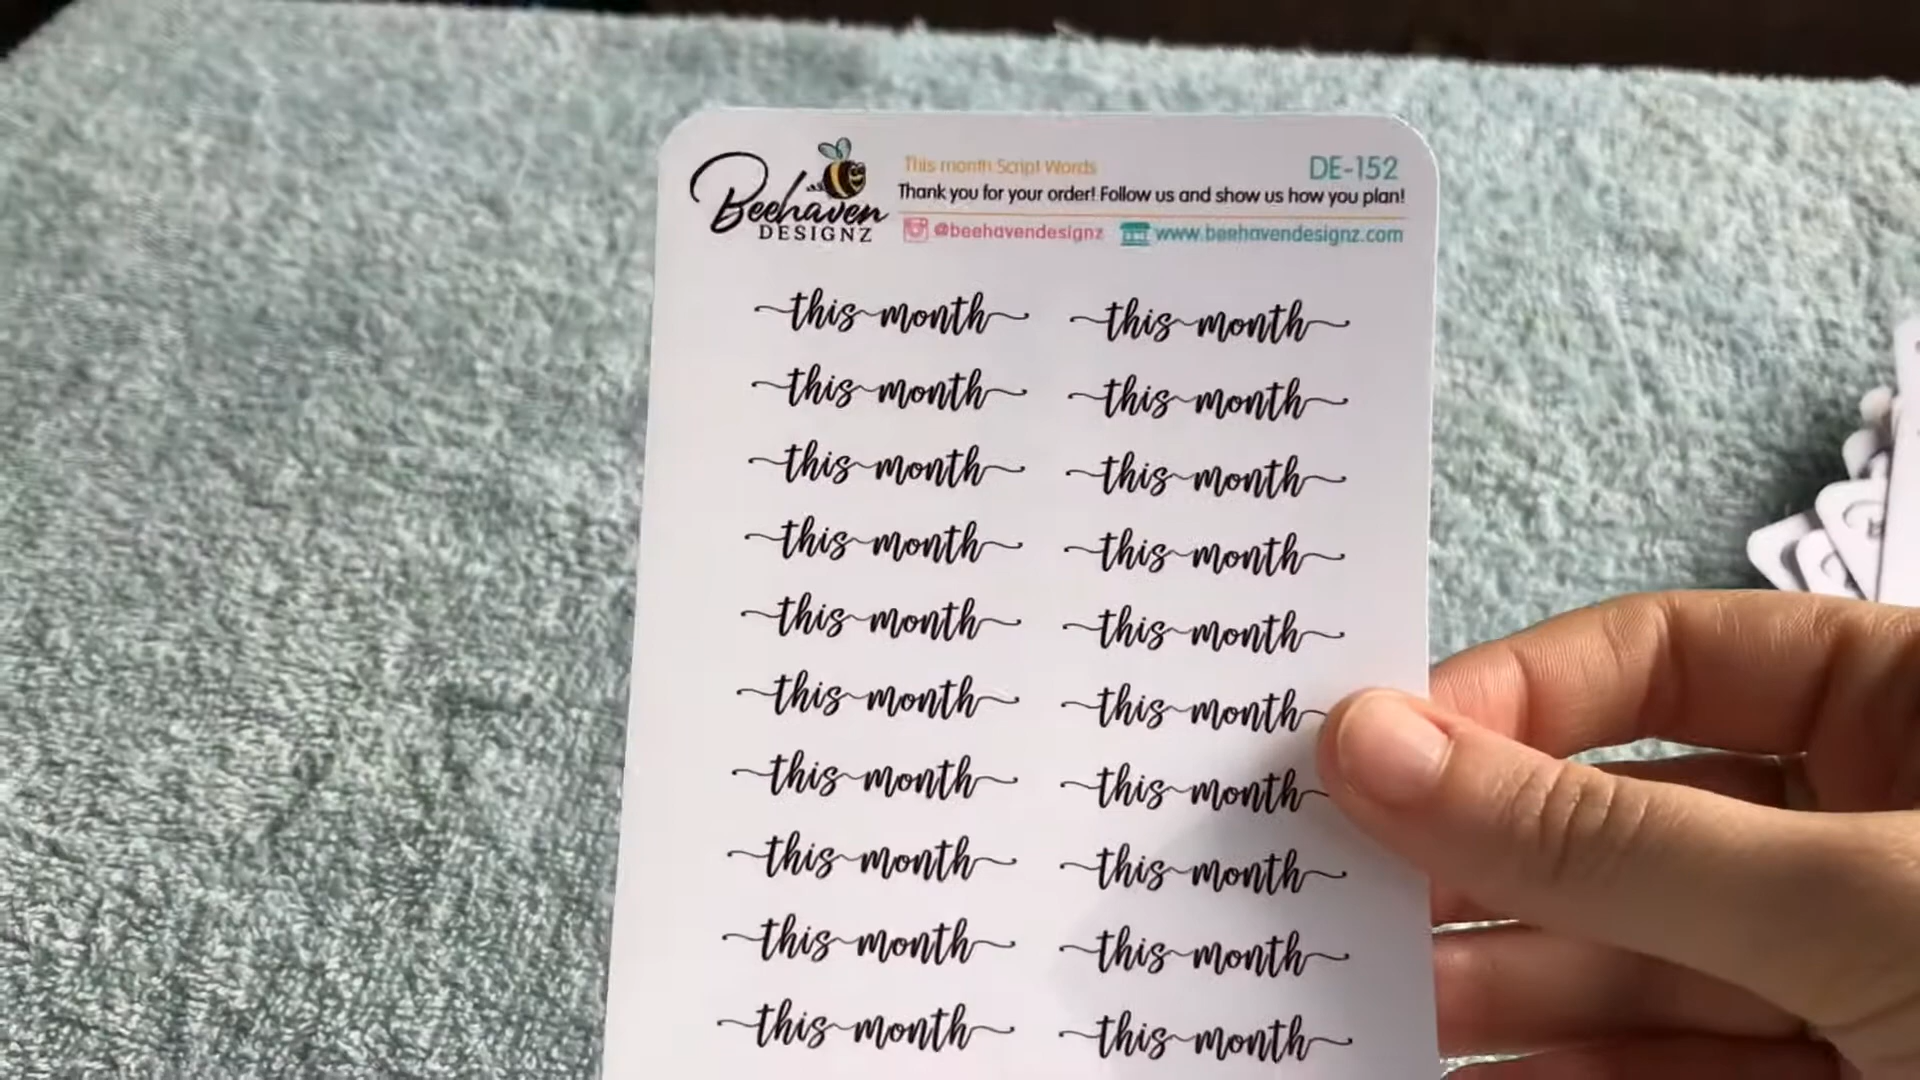 Beehaven
DESIGNZ
This month Script Words
DE-152
Thank you for your order! Follow us and show us how you plan!
@beehavendesignz
www.beehavendesignz.com
this month this month
this month this month
this month this month
this month this month
this month this month
this month this month
this month this month
this month this month
this month this month
this month this month